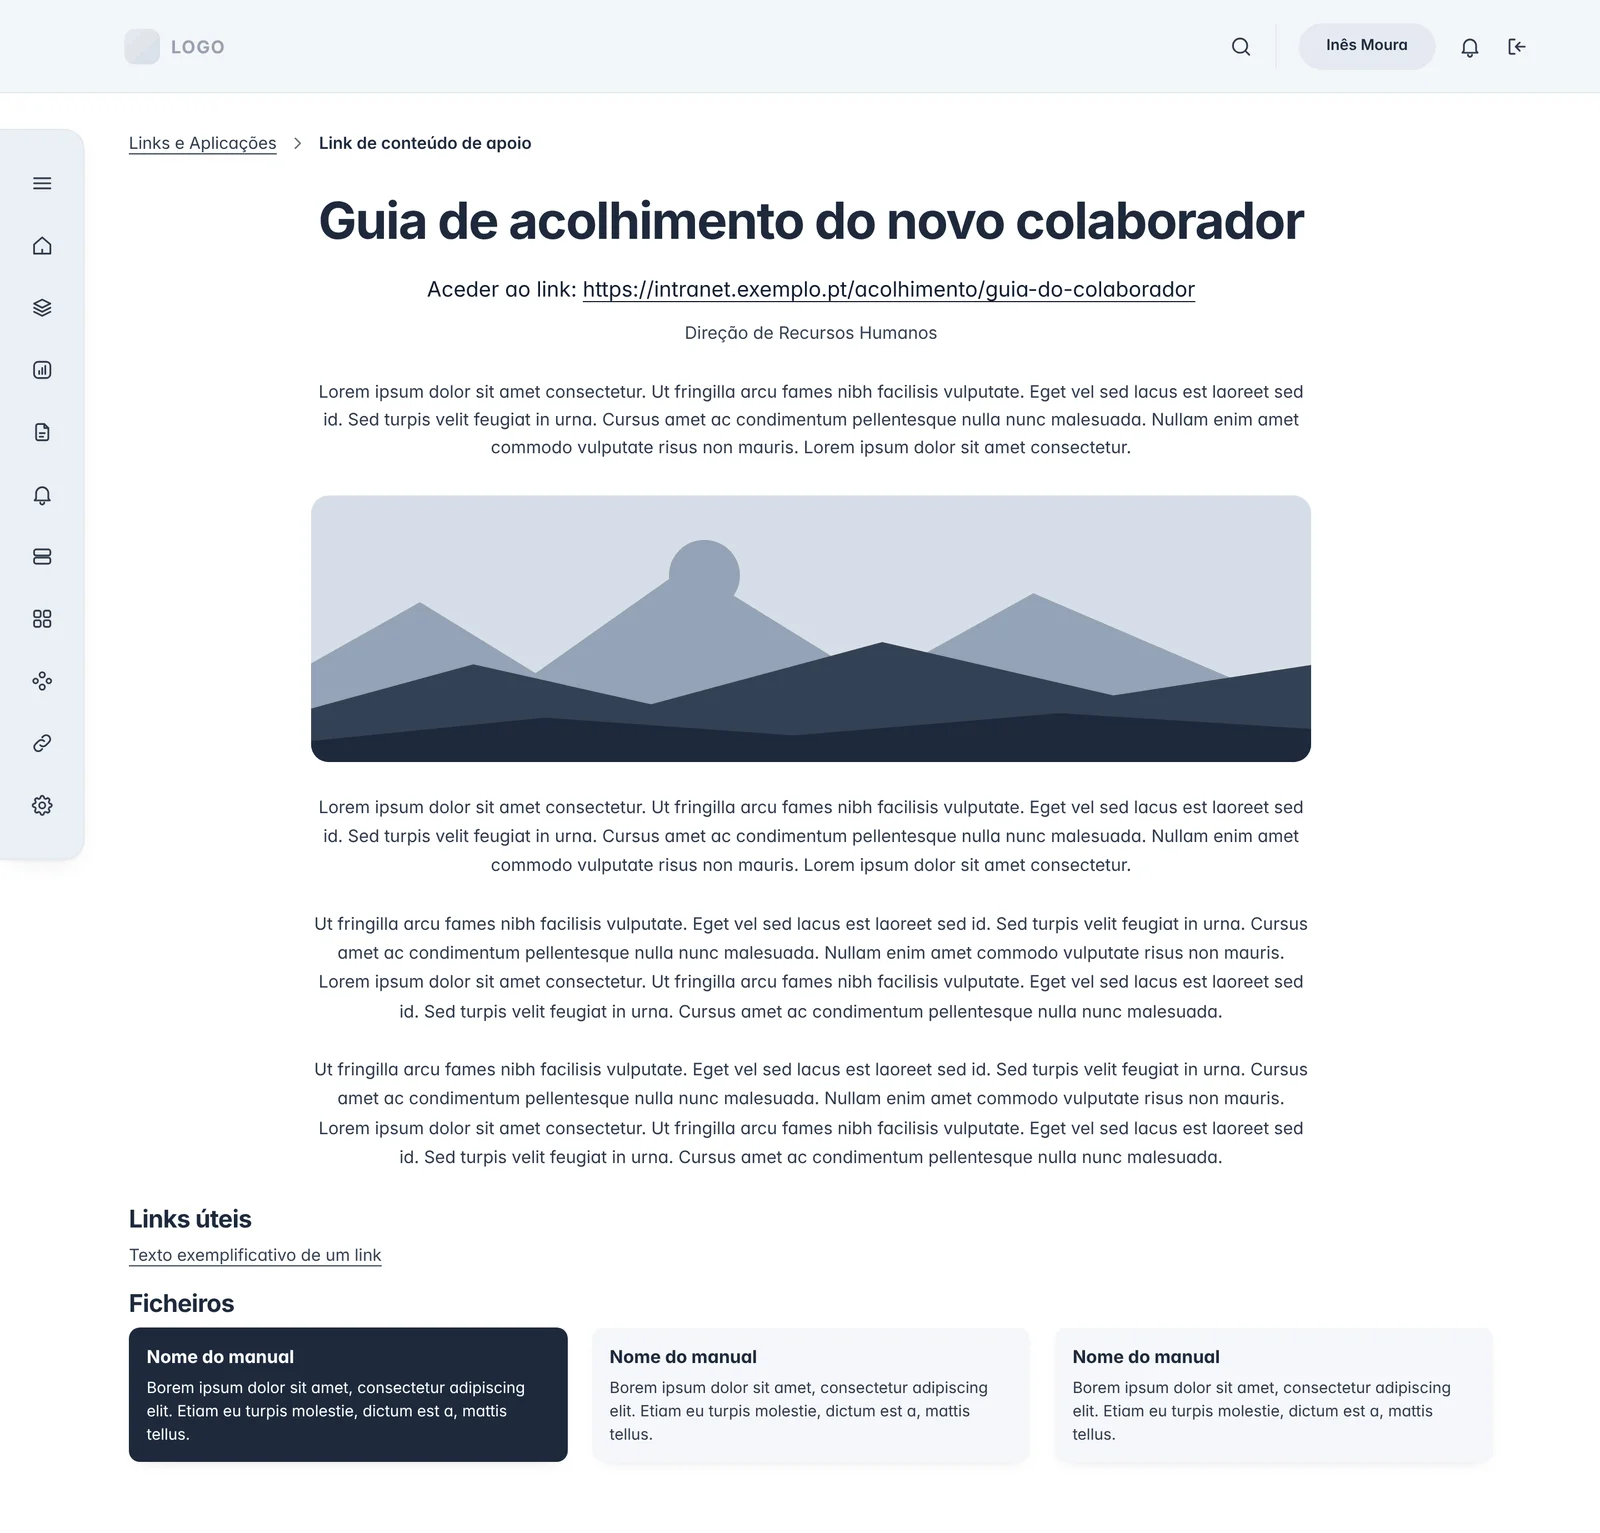 LOGO
Inês Moura
Links e Aplicações
Link de conteúdo de apoio
Guia de acolhimento do novo colaborador
Aceder ao link: https://intranet.exemplo.pt/acolhimento/guia-do-colaborador
Direção de Recursos Humanos
Lorem ipsum dolor sit amet consectetur. Ut fringilla arcu fames nibh facilisis vulputate. Eget vel sed lacus est laoreet sed
id. Sed turpis velit feugiat in urna. Cursus amet ac condimentum pellentesque nulla nunc malesuada. Nullam enim amet
commodo vulputate risus non mauris. Lorem ipsum dolor sit amet consectetur.
Lorem ipsum dolor sit amet consectetur. Ut fringilla arcu fames nibh facilisis vulputate. Eget vel sed lacus est laoreet sed
id. Sed turpis velit feugiat in urna. Cursus amet ac condimentum pellentesque nulla nunc malesuada. Nullam enim amet
commodo vulputate risus non mauris. Lorem ipsum dolor sit amet consectetur.
Ut fringilla arcu fames nibh facilisis vulputate. Eget vel sed lacus est laoreet sed id. Sed turpis velit feugiat in urna. Cursus
amet ac condimentum pellentesque nulla nunc malesuada. Nullam enim amet commodo vulputate risus non mauris.
Lorem ipsum dolor sit amet consectetur. Ut fringilla arcu fames nibh facilisis vulputate. Eget vel sed lacus est laoreet sed
id. Sed turpis velit feugiat in urna. Cursus amet ac condimentum pellentesque nulla nunc malesuada.
Ut fringilla arcu fames nibh facilisis vulputate. Eget vel sed lacus est laoreet sed id. Sed turpis velit feugiat in urna. Cursus
amet ac condimentum pellentesque nulla nunc malesuada. Nullam enim amet commodo vulputate risus non mauris.
Lorem ipsum dolor sit amet consectetur. Ut fringilla arcu fames nibh facilisis vulputate. Eget vel sed lacus est laoreet sed
id. Sed turpis velit feugiat in urna. Cursus amet ac condimentum pellentesque nulla nunc malesuada.
Links úteis
Texto exemplificativo de um link
Ficheiros
Nome do manual
Borem ipsum dolor sit amet, consectetur adipiscing
elit. Etiam eu turpis molestie, dictum est a, mattis
tellus.
Nome do manual
Borem ipsum dolor sit amet, consectetur adipiscing
elit. Etiam eu turpis molestie, dictum est a, mattis
tellus.
Nome do manual
Borem ipsum dolor sit amet, consectetur adipiscing
elit. Etiam eu turpis molestie, dictum est a, mattis
tellus.